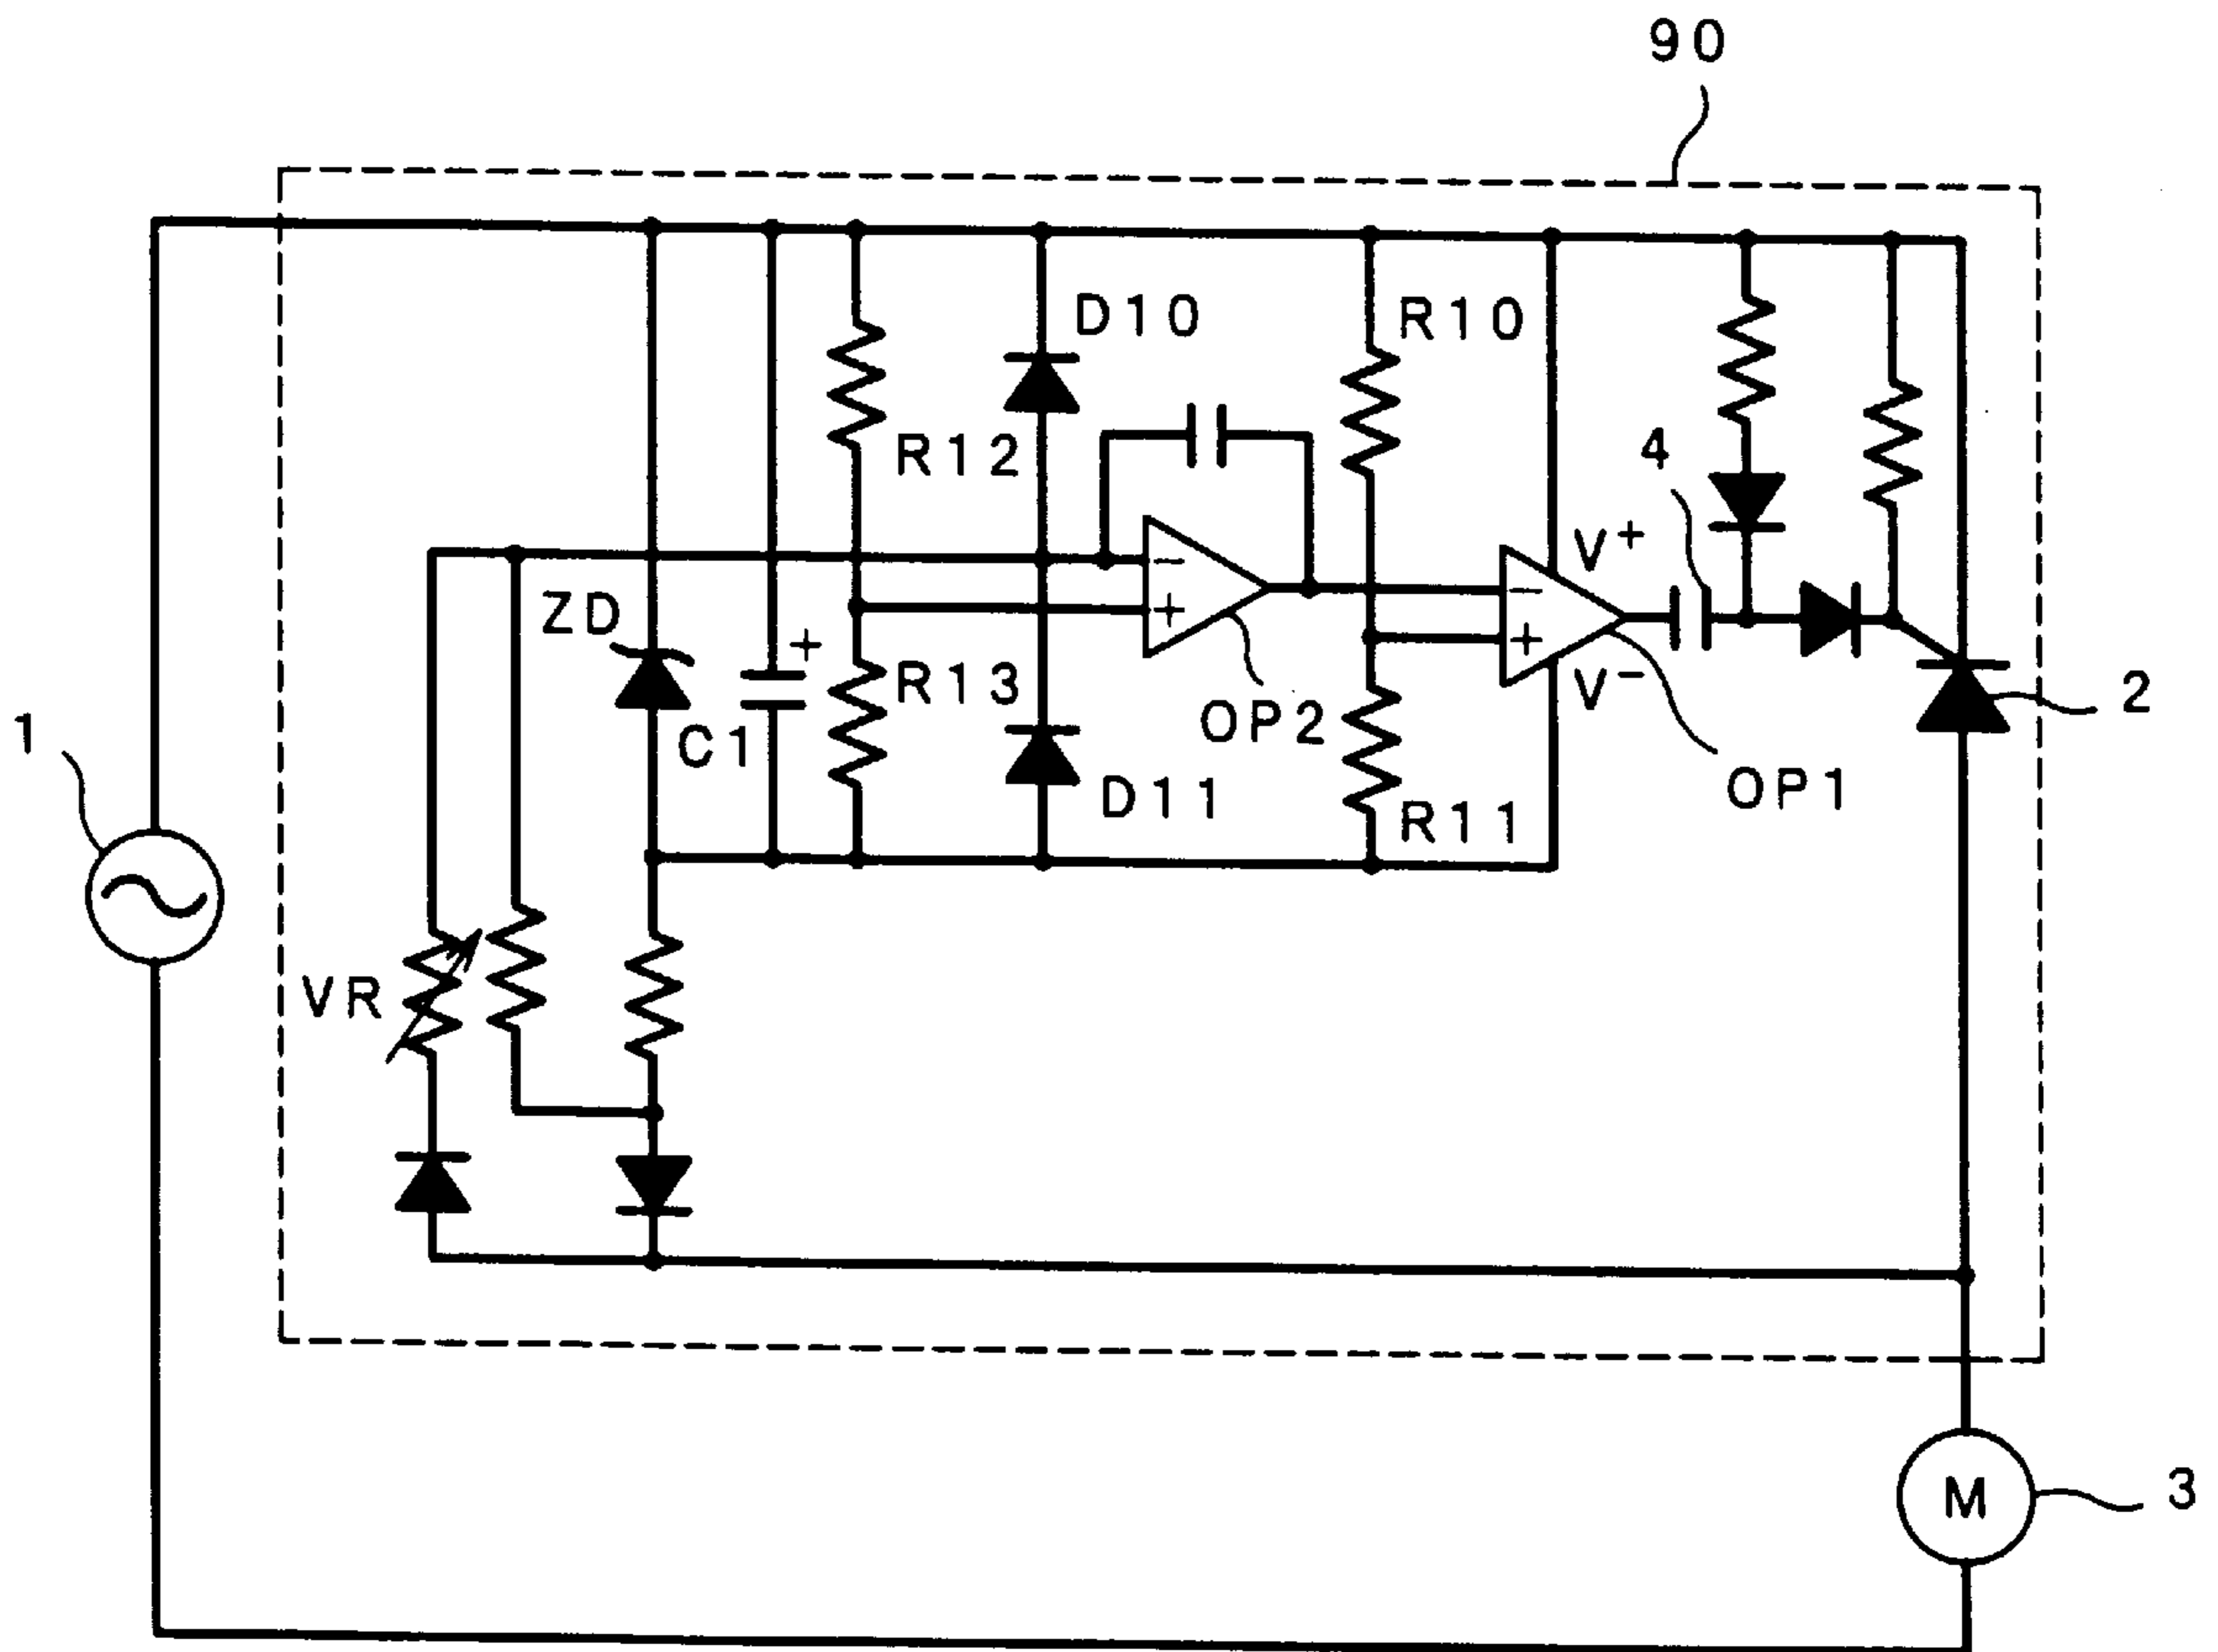 90
D10
R10
R12
4
V+
ZD
+
-
+
-
+
R13
V-
2
1
C1
OP2
OP1
D11
R11
VR
M
3